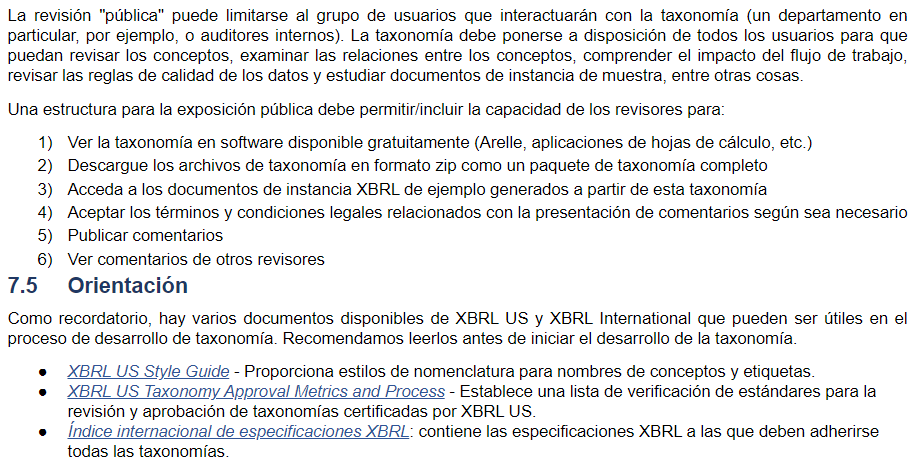 La revisión "pública" puede limitarse al grupo de usuarios que interactuarán con la taxonomía (un departamento en
particular, por ejemplo, o auditores internos). La taxonomía debe ponerse a disposición de todos los usuarios para que
puedan revisar los conceptos, examinar las relaciones entre los conceptos, comprender el impacto del flujo de trabajo,
revisar las reglas de calidad de los datos y estudiar documentos de instancia de muestra, entre otras cosas.
Una estructura para la exposición pública debe permitir/incluir la capacidad de los revisores para:
1) Ver la taxonomía en software disponible gratuitamente (Arelle, aplicaciones de hojas de cálculo, etc.)
2) Descargue los archivos de taxonomía en formato zip como un paquete de taxonomía completo
3) Acceda a los documentos de instancia XBRL de ejemplo generados a partir de esta taxonomía
4) Aceptar los términos y condiciones legales relacionados con la presentación de comentarios según sea necesario
5) Publicar comentarios
6) Ver comentarios de otros revisores
7.5 Orientación
Como recordatorio, hay varios documentos disponibles de XBRL US y XBRL International que pueden ser útiles en el
proceso de desarrollo de taxonomía. Recomendamos leerlos antes de iniciar el desarrollo de la taxonomía.
● XBRL US Style Guide - Proporciona estilos de nomenclatura para nombres de conceptos y etiquetas.
● XBRL US Taxonomy Approval Metrics and Process - Establece una lista de verificación de estándares para la
revisión y aprobación de taxonomías certificadas por XBRL US.
● Índice internacional de especificaciones XBRL: contiene las especificaciones XBRL a las que deben adherirse
todas las taxonomías.